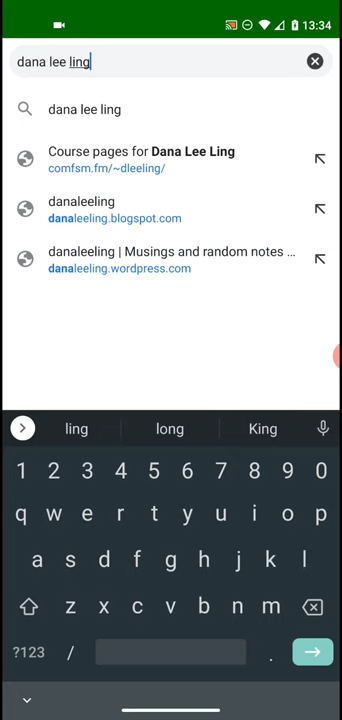 13:34
dana lee ling
dana lee ling
Course pages for Dana Lee Ling
comfsm.fm/~dleeling/
danaleeling
danaleeling.blogspot.com
danaleeling | Musings and random notes ...
danaleeling.wordpress.com
ling long King
1 2 3 4 5 6 7 8 9 0
q w e r t y u i o p
a s d f g h j k l
z x c v b n m
?123 / .